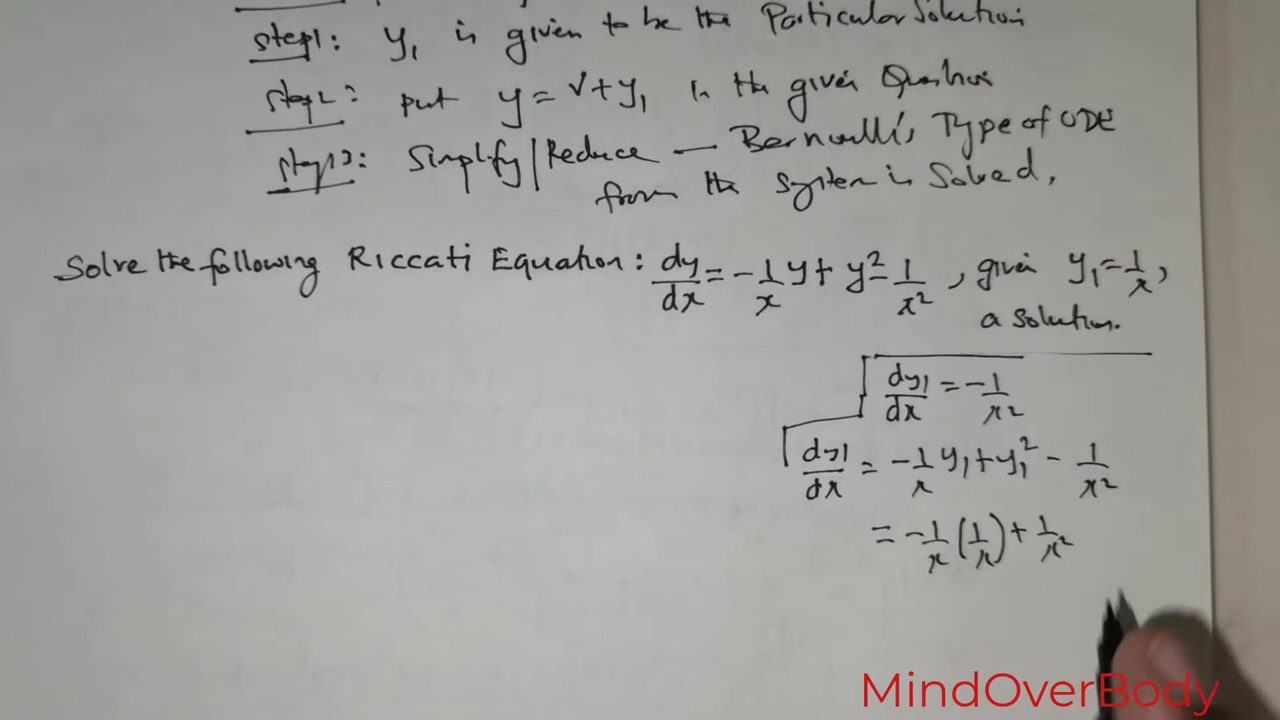 step1: y₁ is given to be the Particular Solution
step2: put y = v + y₁ in the given Question
step3: Simplify/Reduce — Bernoulli's Type of ODE
from the system is Solved,
Solve the following Riccati Equation: dy/dx = -1/x y + y² - 1/x², given y₁ = 1/x,
a solution.
dy₁/dx = -1/x²
dy₁/dx = -1/x y₁ + y₁² - 1/x²
= -1/x (1/x) + 1/x²
MindOverBody